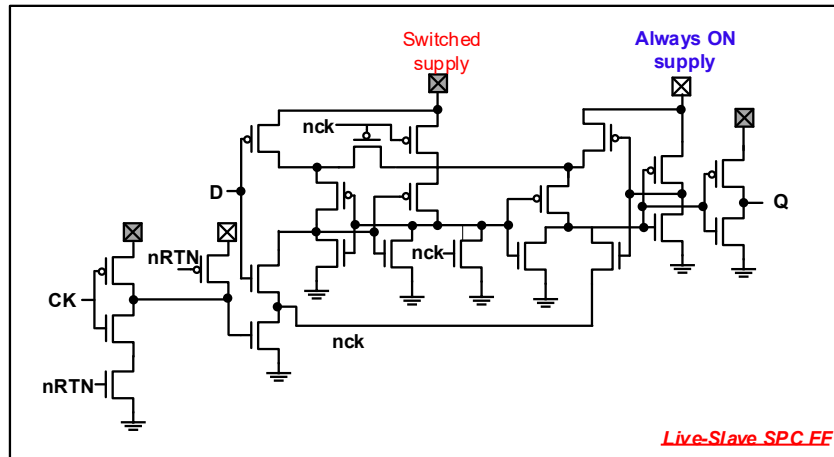 Switched
supply
Always ON
supply
nck
D
Q
nRTN
nck
CK
nck
nRTN
Live-Slave SPC FF